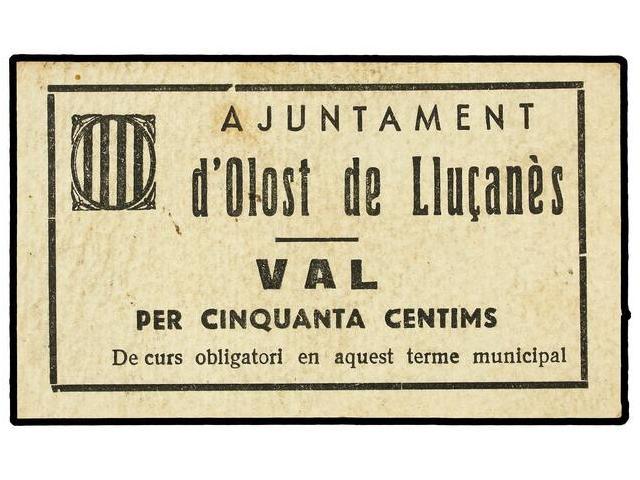 AJUNTAMENT
d'Olost de Lluçanès
VAL
PER CINQUANTA CENTIMS
De curs obligatori en aquest terme municipal